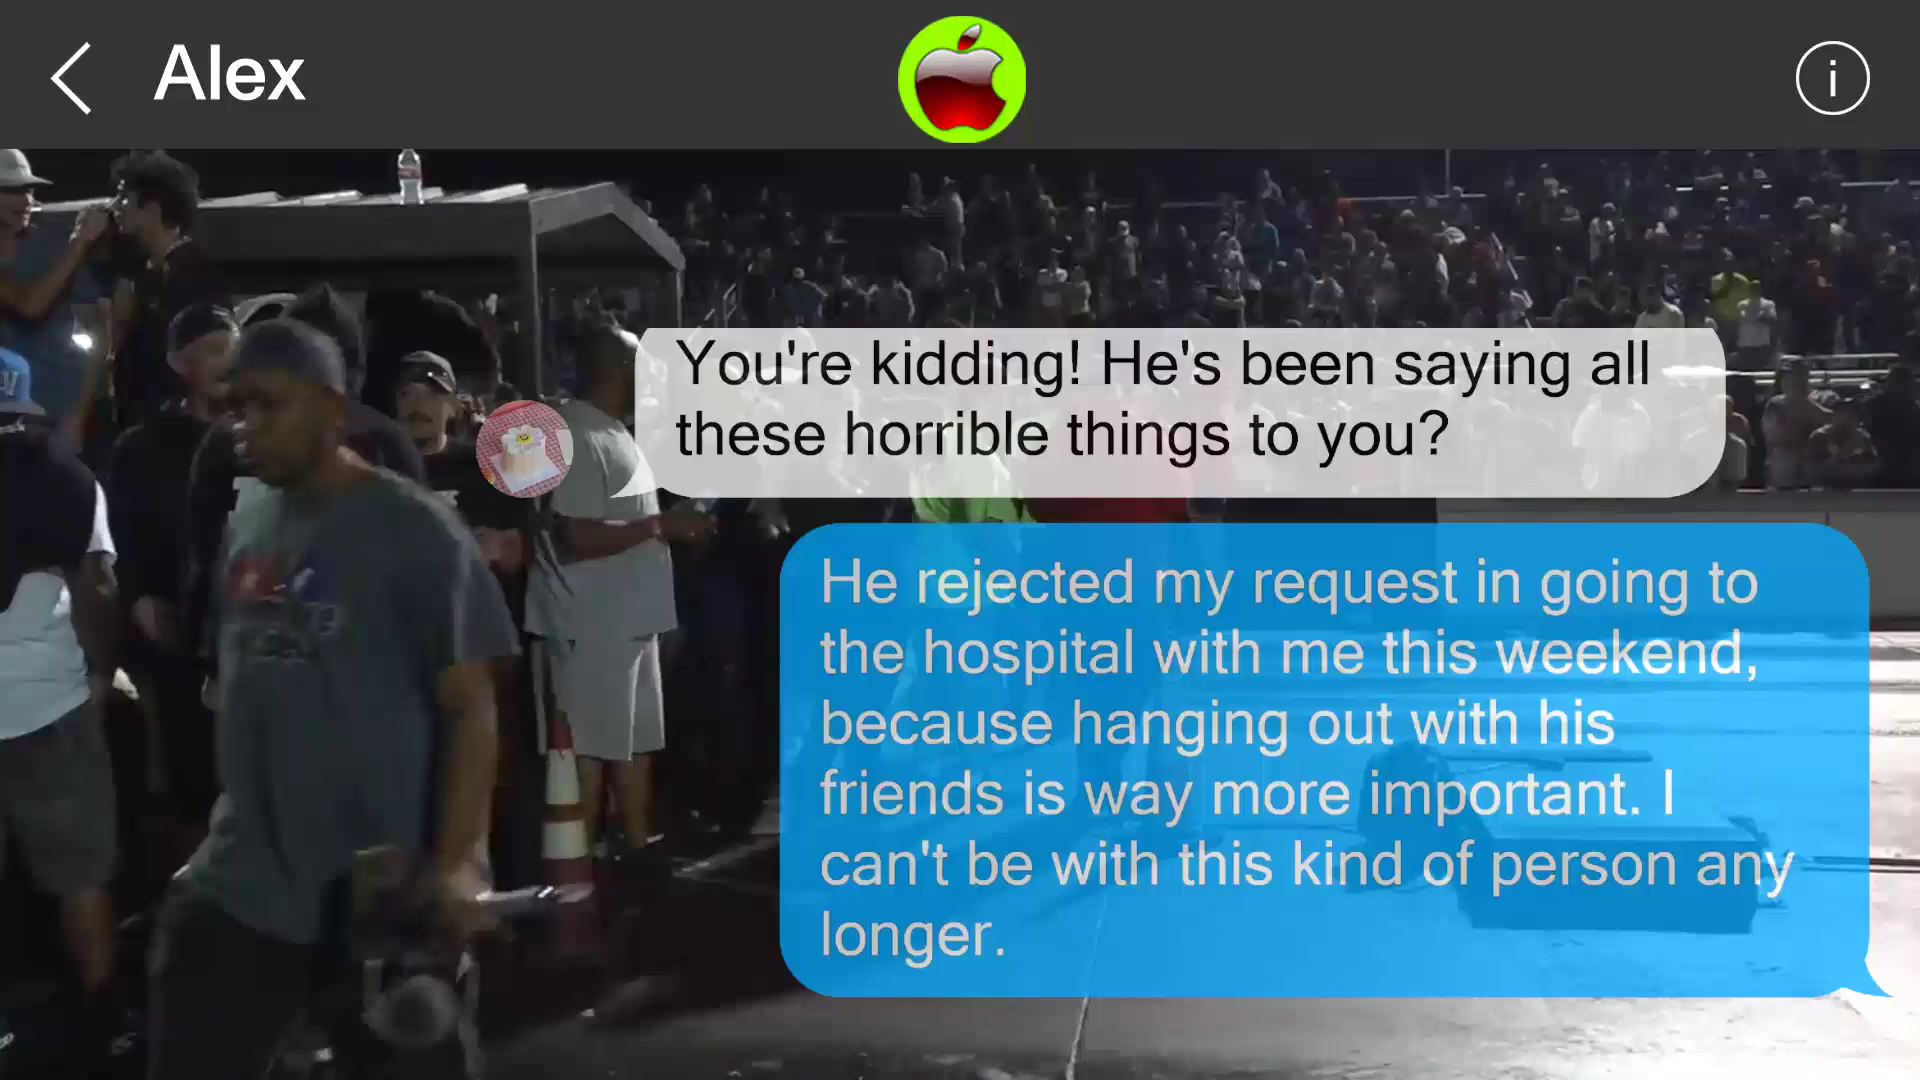 Alex
You're kidding! He's been saying all
these horrible things to you?
He rejected my request in going to
the hospital with me this weekend,
because hanging out with his
friends is way more important. I
can't be with this kind of person any
longer.